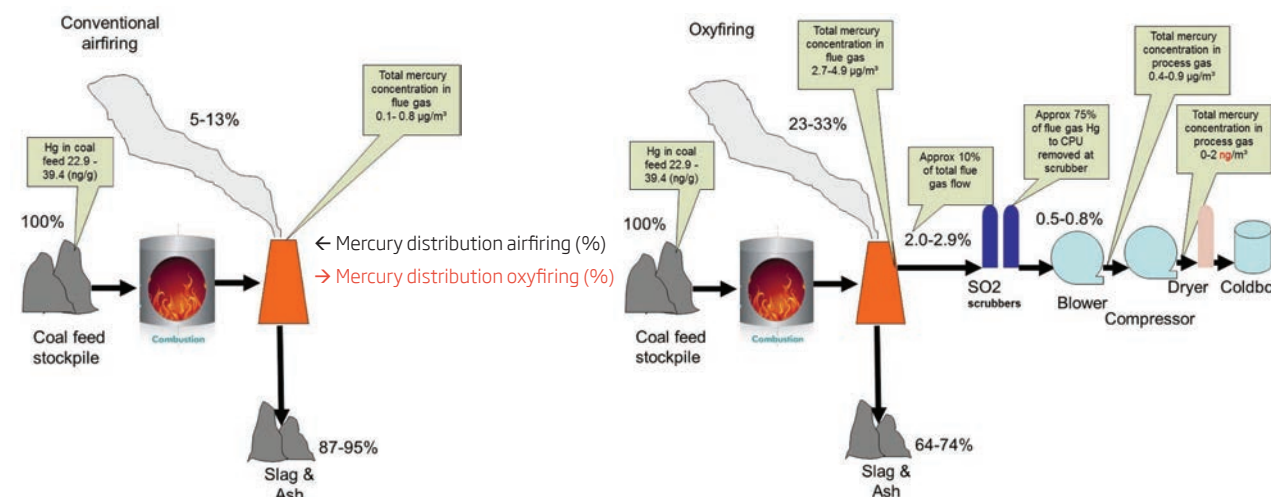 Conventional
airfiring
5-13%
Total mercury
concentration in
flue gas
0.1- 0.8 µg/m³
Hg in coal
feed 22.9 -
39.4 (ng/g)
100%
Coal feed
stockpile
Combustion
← Mercury distribution airfiring (%)
→ Mercury distribution oxyfiring (%)
87-95%
Slag &
Ash
Oxyfiring
23-33%
Total mercury
concentration in
flue gas
2.7-4.9 µg/m³
Hg in coal
feed 22.9 -
39.4 (ng/g)
100%
Coal feed
stockpile
Combustion
64-74%
Slag &
Ash
Approx 10%
of total flue
gas flow
2.0-2.9%
Approx 75%
of flue gas Hg
to CPU
removed at
scrubber
SO2
scrubbers
Total mercury
concentration in
process gas
0.4-0.9 µg/m³
0.5-0.8%
Blower
Compressor
Total mercury
concentration in
process gas
0-2 ng/m³
Dryer
Coldbo